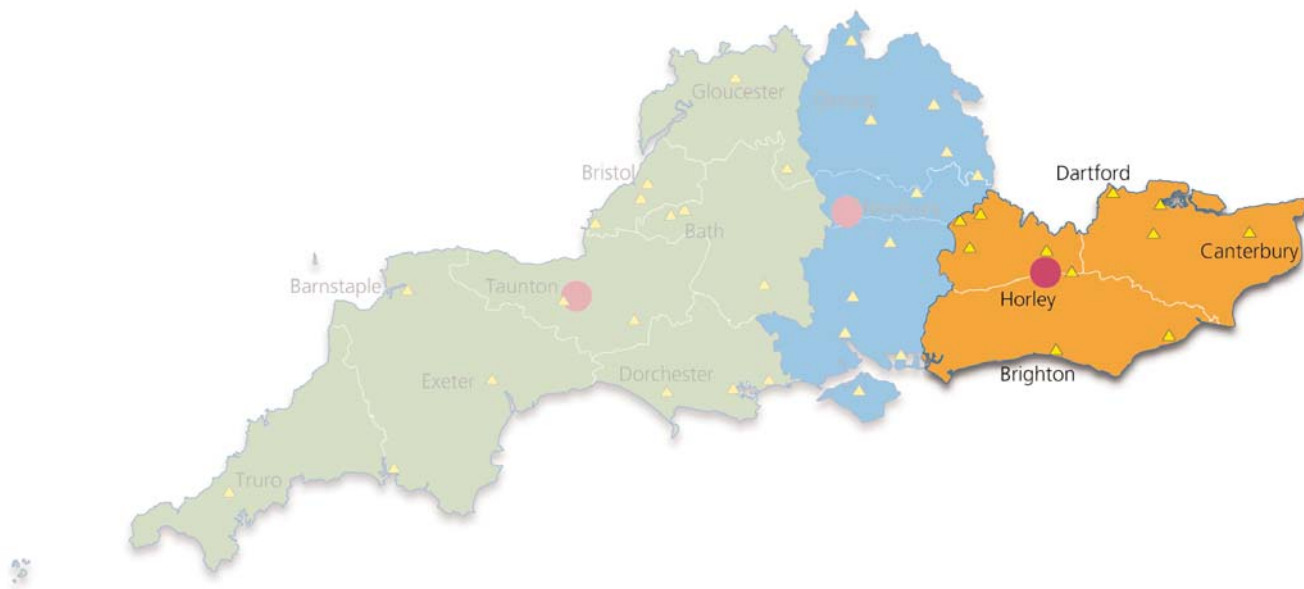 Gloucester
Bristol
Dartford
Bath
Canterbury
Barnstaple
Taunton
Horley
Exeter
Dorchester
Brighton
Truro